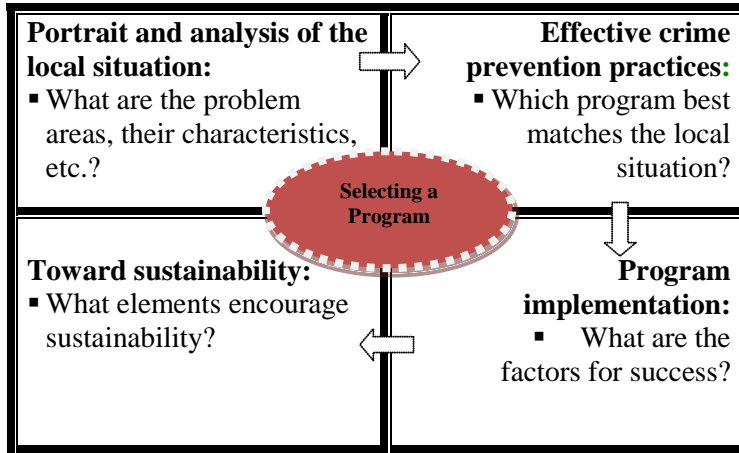 Portrait and analysis of the
local situation:
▪ What are the problem
areas, their characteristics,
etc.?
Effective crime
prevention practices:
▪ Which program best
matches the local
situation?
Selecting a
Program
Toward sustainability:
▪ What elements encourage
sustainability?
Program
implementation:
▪ What are the
factors for success?